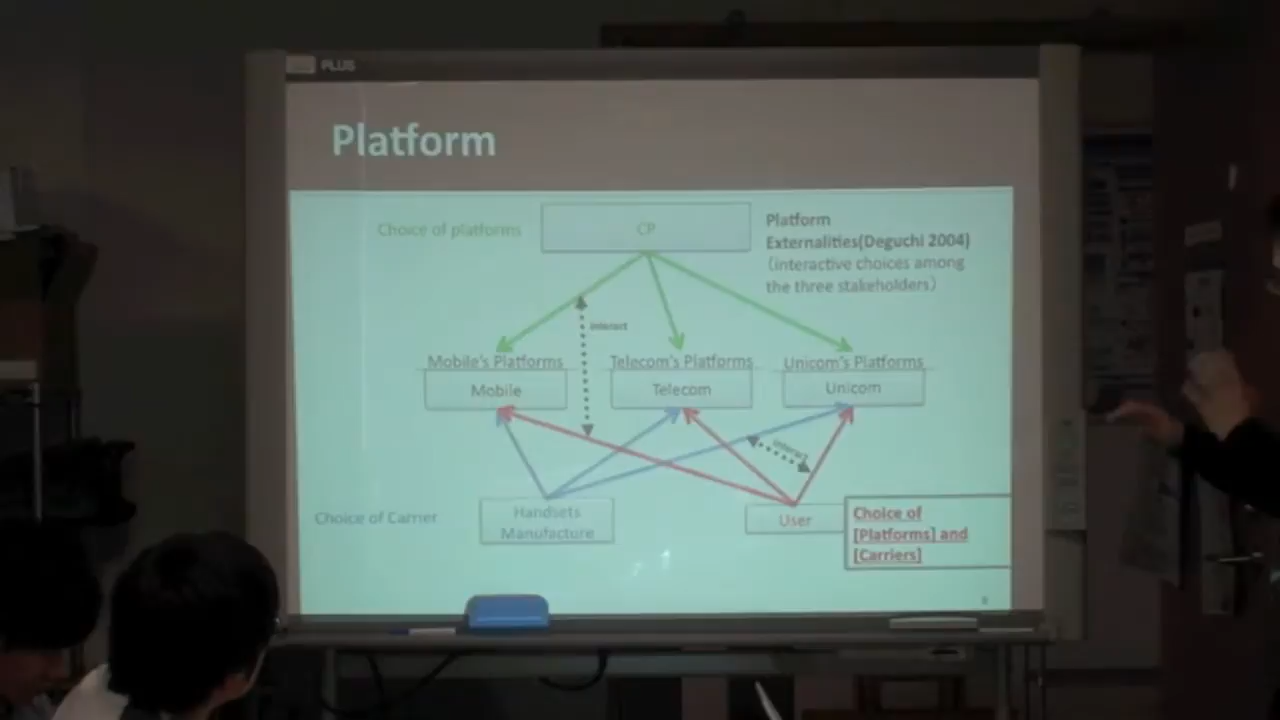 PLUS
Platform
Choice of platforms
CP
Platform
Externalities(Deguchi 2004)
(interactive choices among
the three stakeholders)
interact
Mobile's Platforms
Telecom's Platforms
Unicom's Platforms
Mobile
Telecom
Unicom
interact
Choice of Carrier
Handsets
Manufacture
User
Choice of
[Platforms] and
[Carriers]